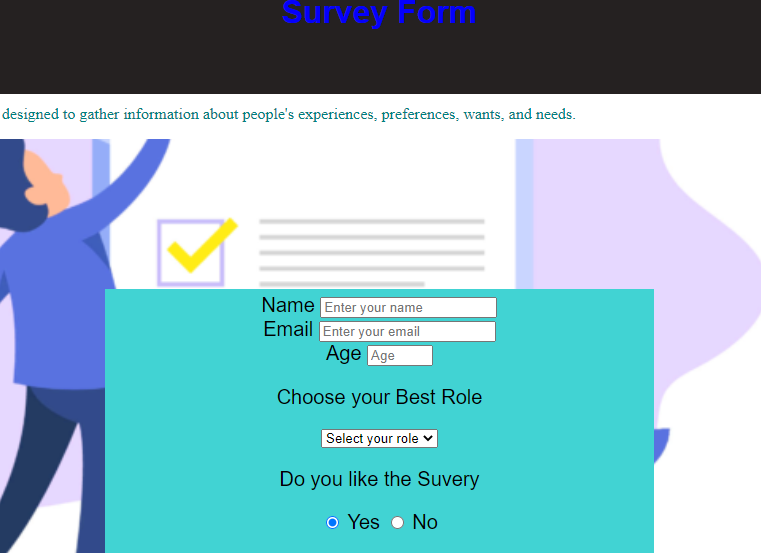 Survey Form
designed to gather information about people's experiences, preferences, wants, and needs.
Name Enter your name
Email Enter your email
Age Age
Choose your Best Role
Select your role
Do you like the Suvery
Yes No